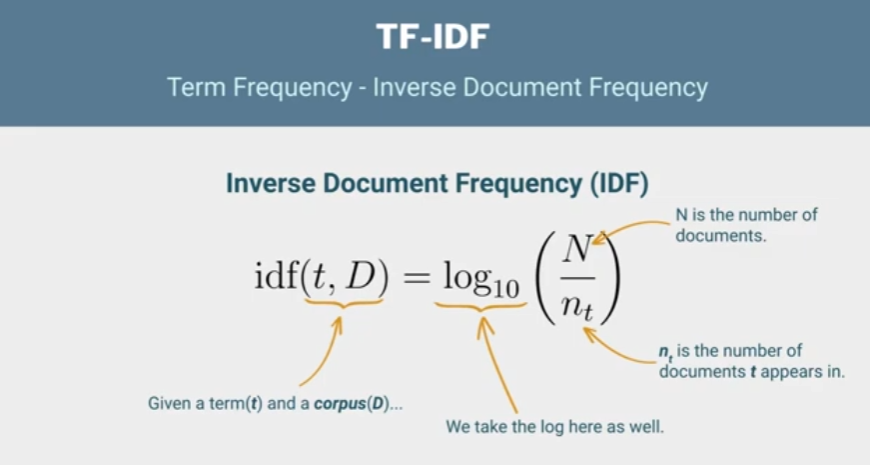 TF-IDF
Term Frequency - Inverse Document Frequency
Inverse Document Frequency (IDF)
N is the number of
documents.
idf(t, D) = log₁₀ (N / nₜ)
nₜ is the number of
documents t appears in.
Given a term(t) and a corpus(D)...
We take the log here as well.